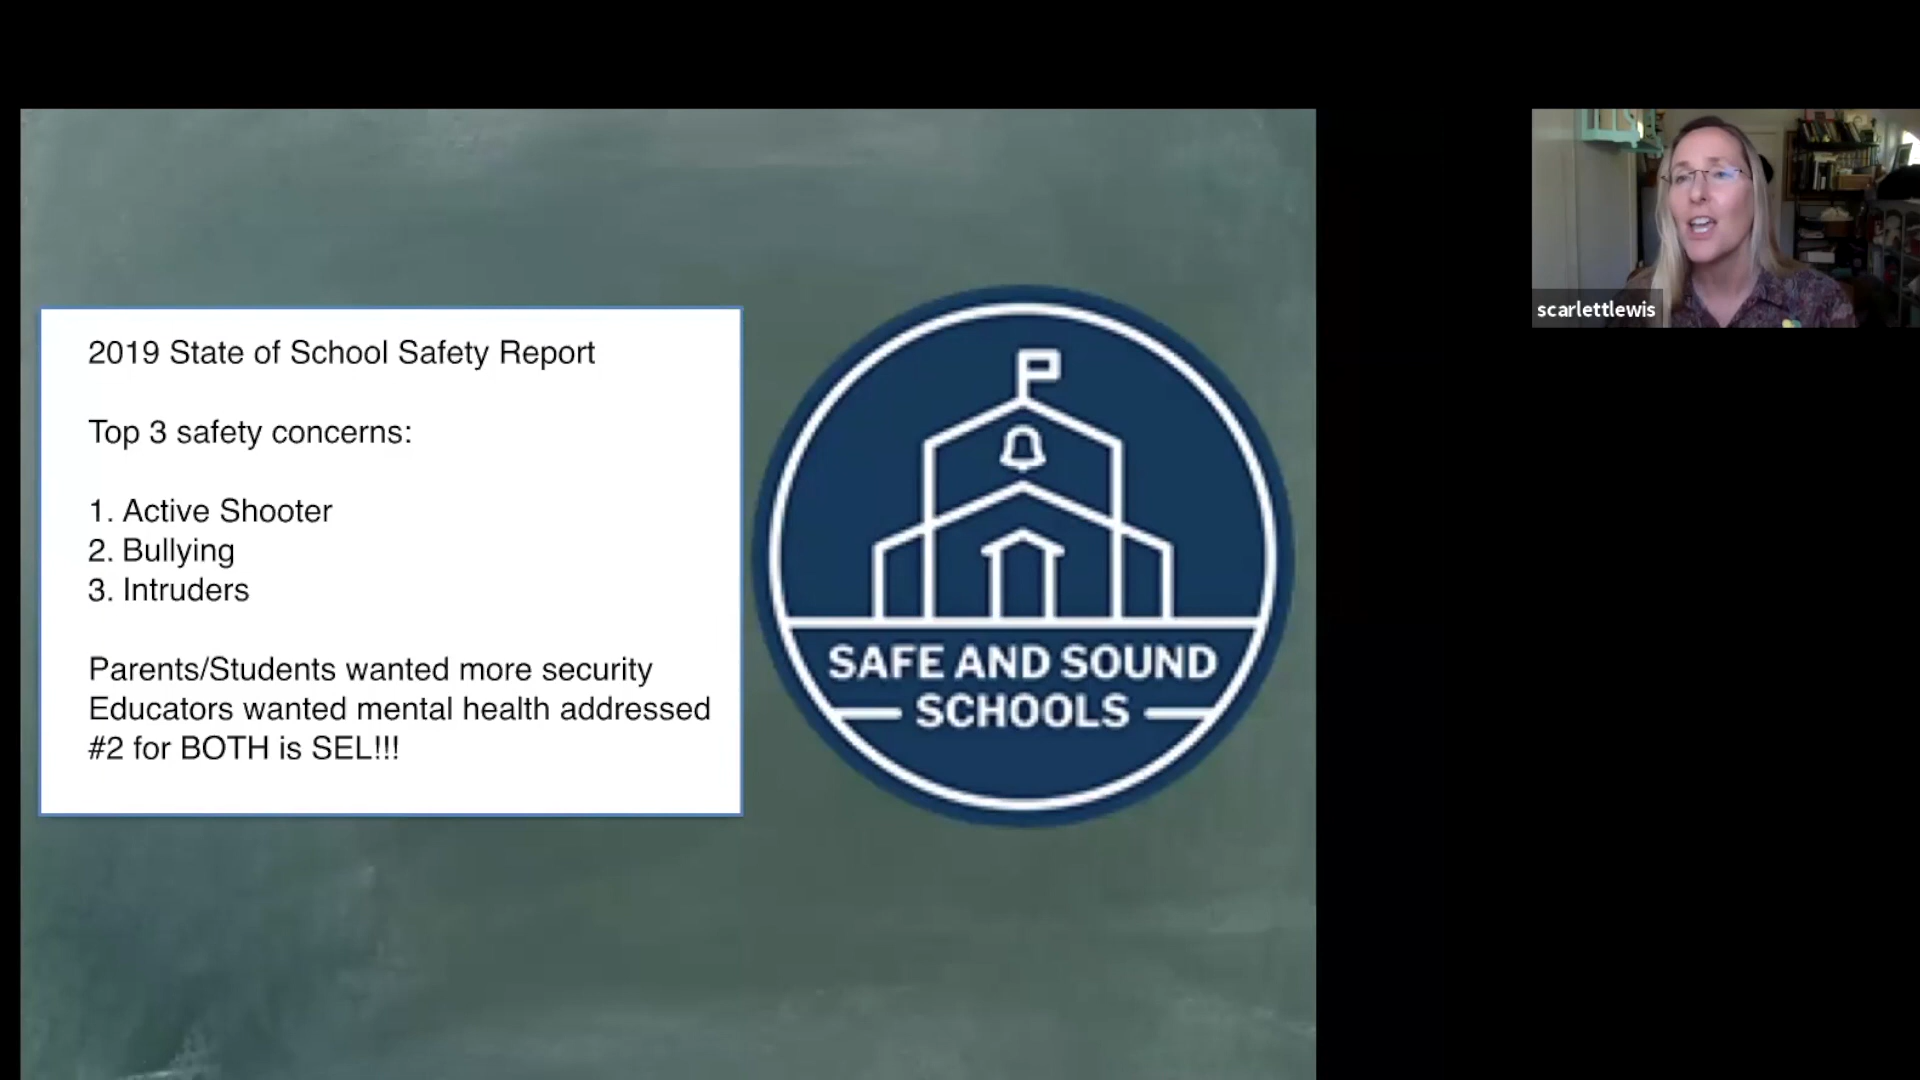 2019 State of School Safety Report
Top 3 safety concerns:
1. Active Shooter
2. Bullying
3. Intruders
Parents/Students wanted more security
Educators wanted mental health addressed
#2 for BOTH is SEL!!!
SAFE AND SOUND
SCHOOLS
scarlettlewis